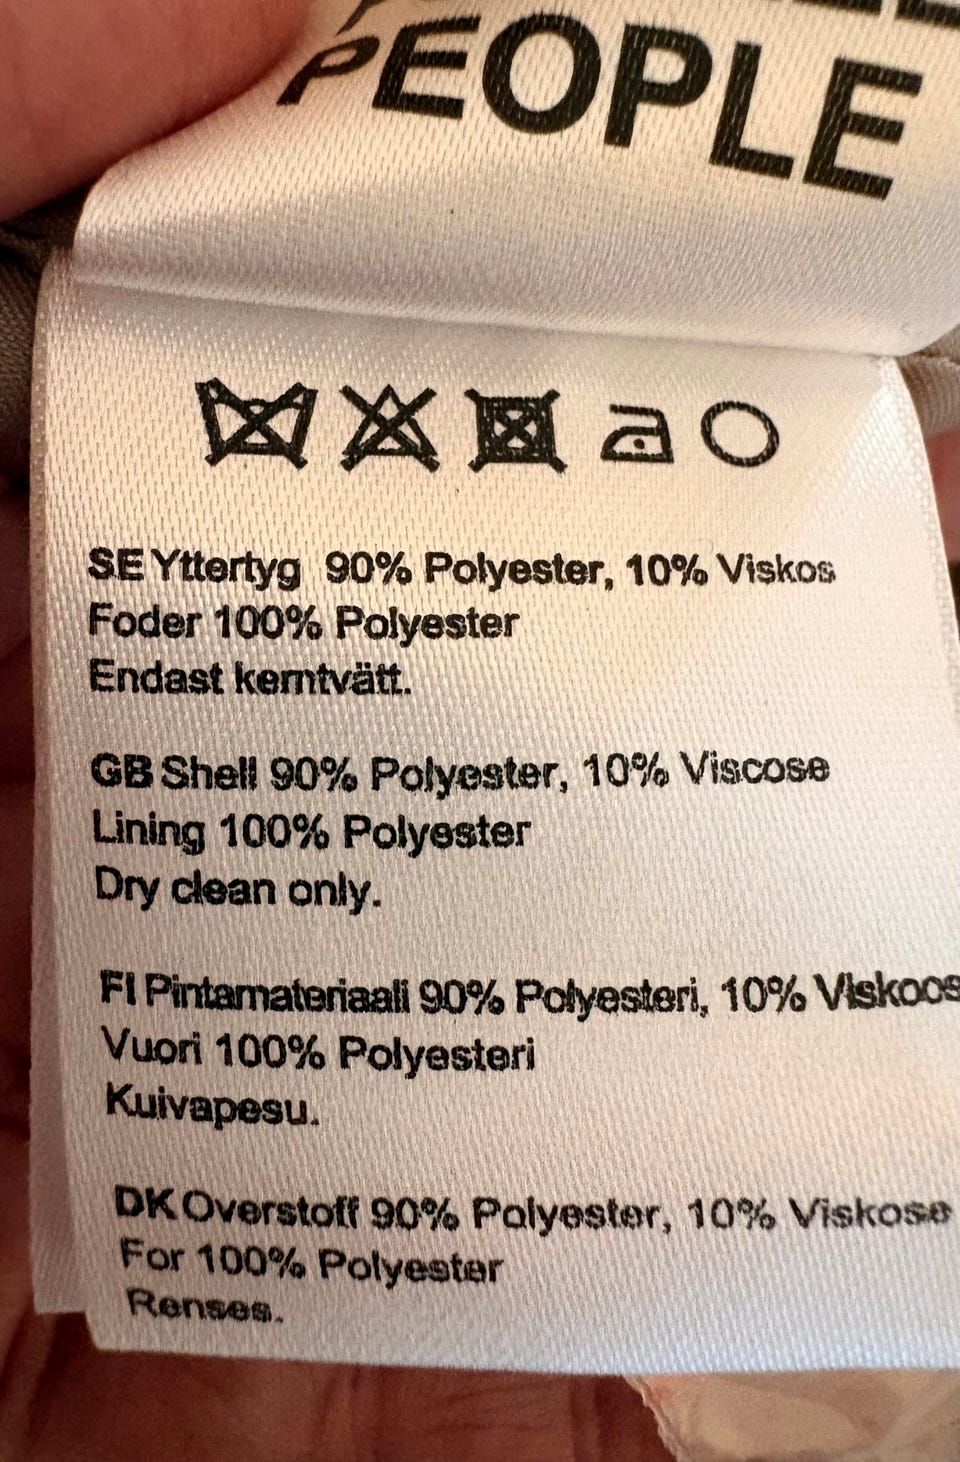 PEOPLE
SE Yttertyg 90% Polyester, 10% Viskos
Foder 100% Polyester
Endast kemtvätt.
GB Shell 90% Polyester, 10% Viscose
Lining 100% Polyester
Dry clean only.
FI Pintamateriaali 90% Polyesteri, 10% Viskoos
Vuori 100% Polyesteri
Kuivapesu.
DK Overstoff 90% Polyester, 10% Viskose
For 100% Polyester
Renses.